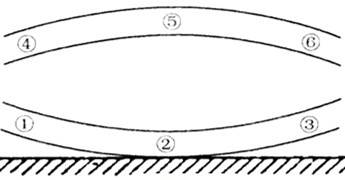 ⑤
④ ⑥
① ③
②